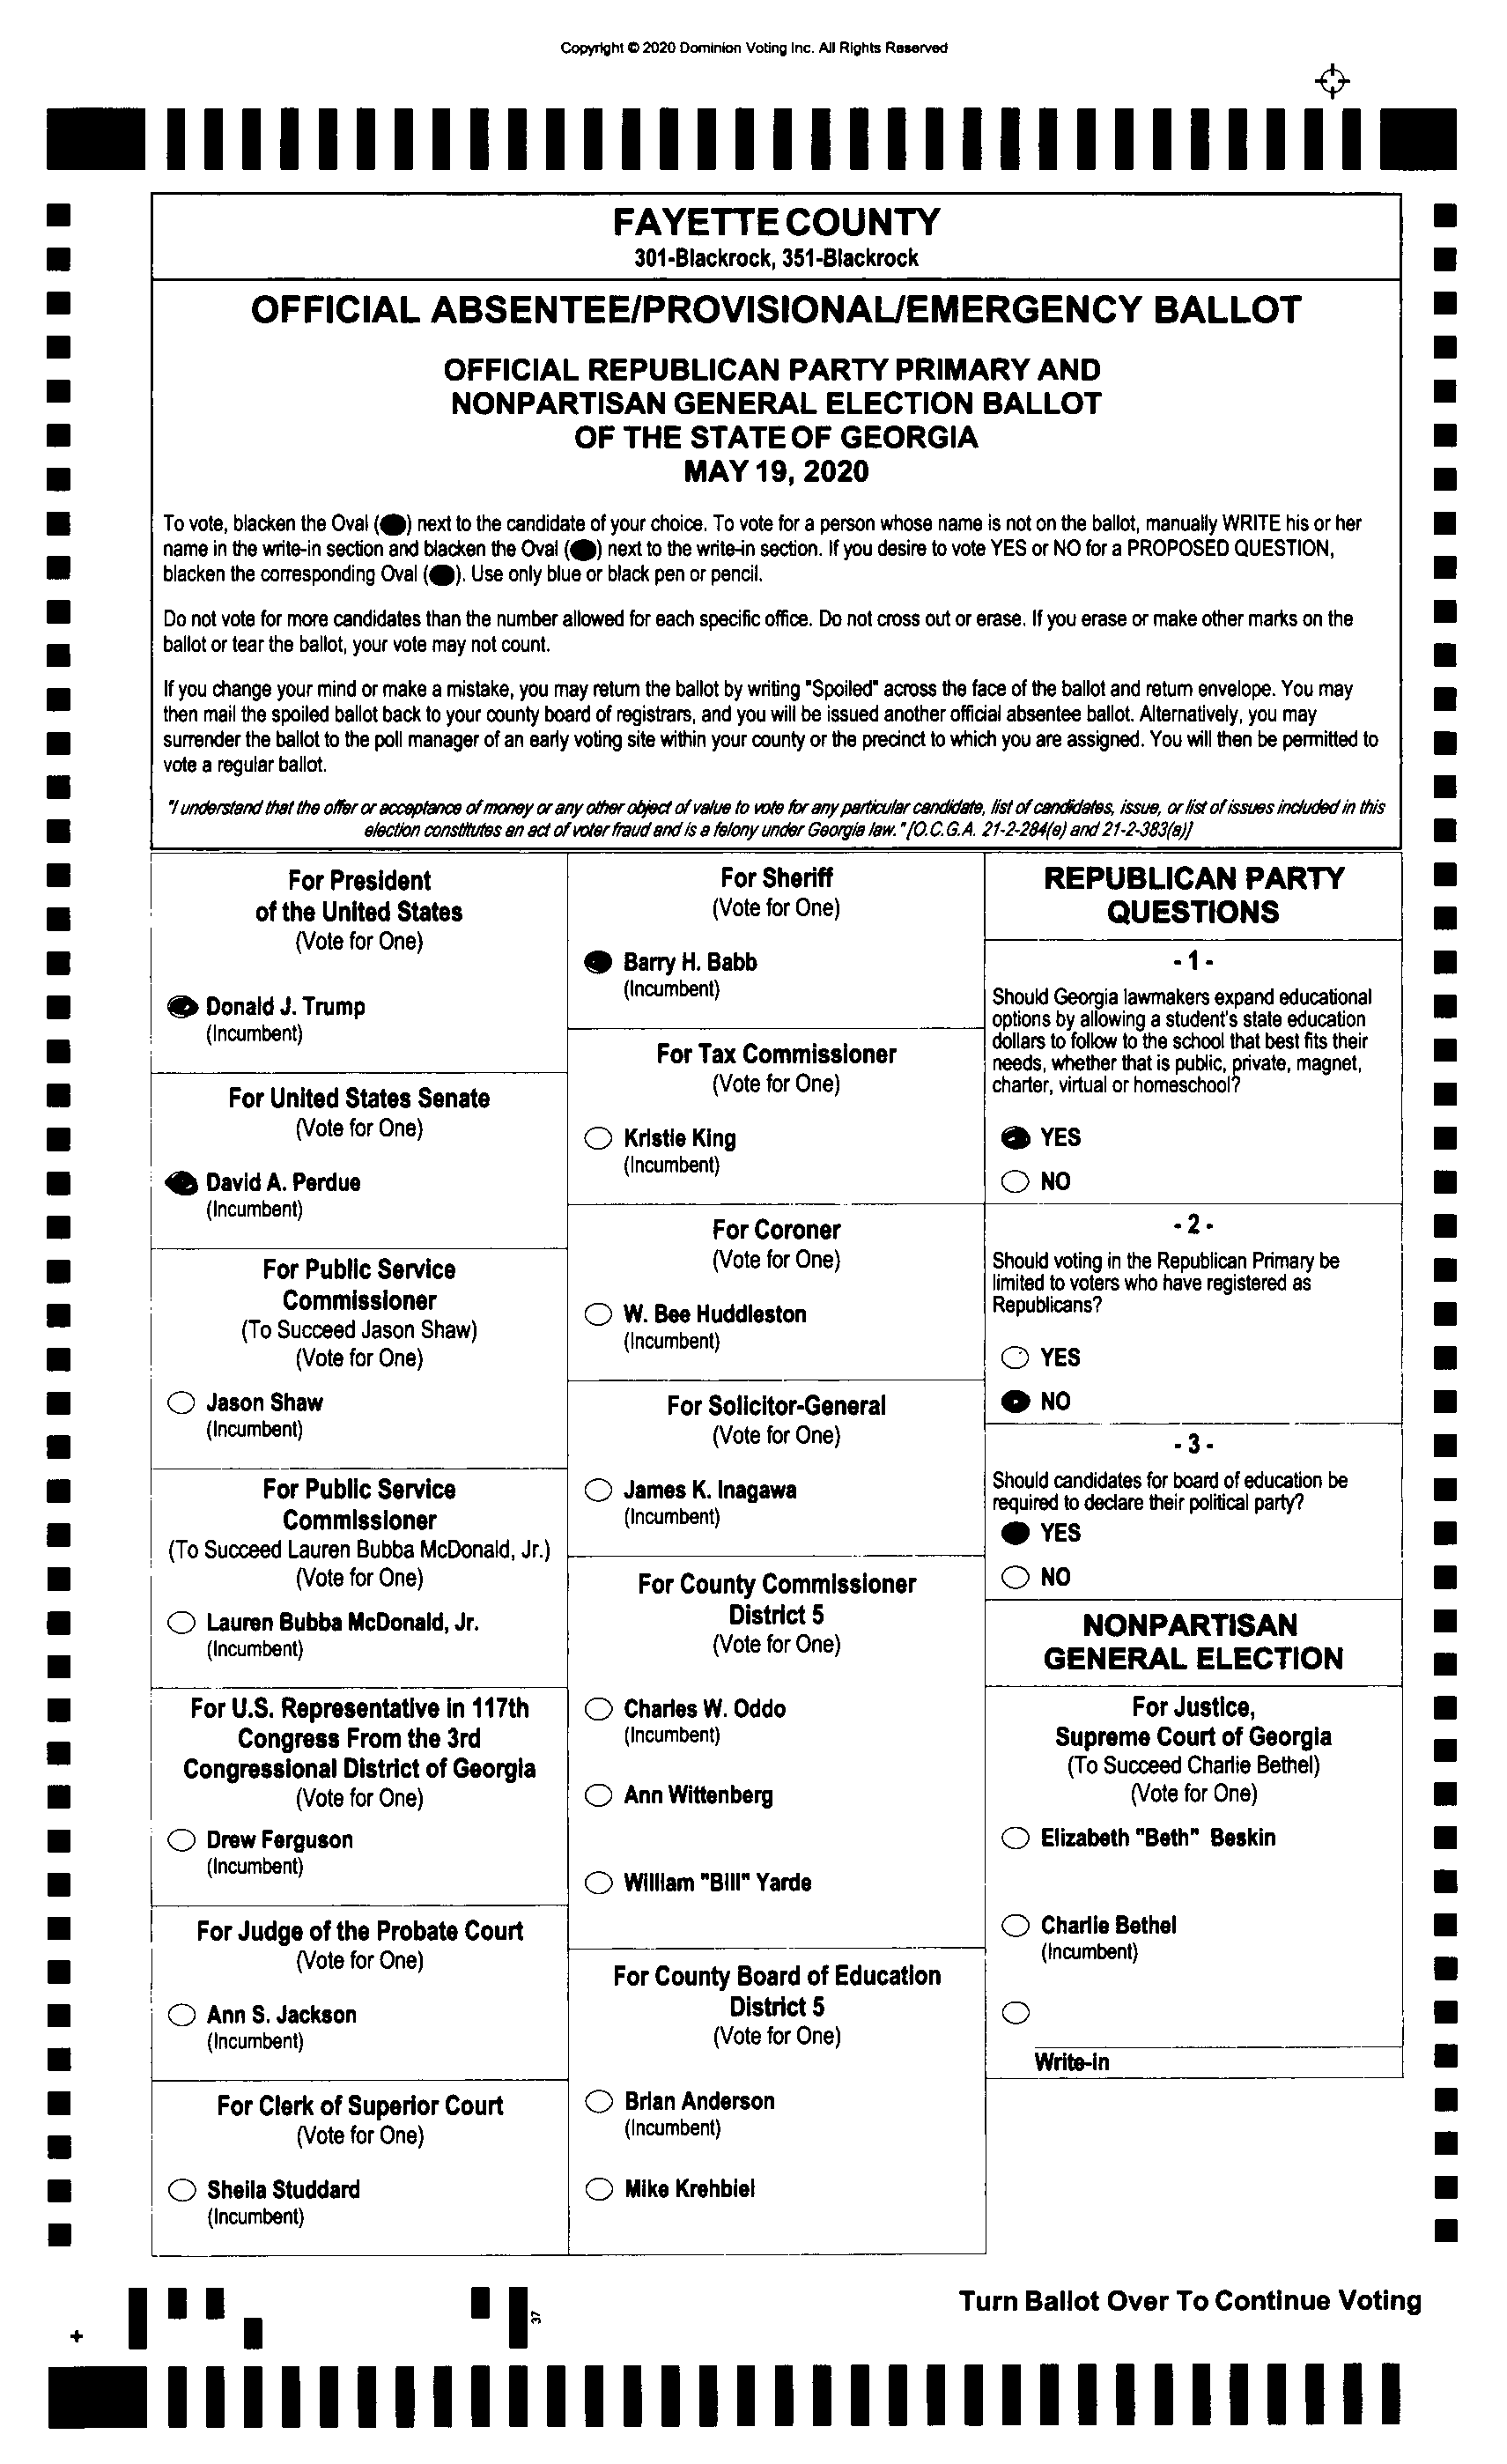 Copyright © 2020 Dominion Voting Inc. All Rights Reserved
FAYETTE COUNTY
301-Blackrock, 351-Blackrock
OFFICIAL ABSENTEE/PROVISIONAL/EMERGENCY BALLOT
OFFICIAL REPUBLICAN PARTY PRIMARY AND
NONPARTISAN GENERAL ELECTION BALLOT
OF THE STATE OF GEORGIA
MAY 19, 2020
To vote, blacken the Oval (●) next to the candidate of your choice. To vote for a person whose name is not on the ballot, manually WRITE his or her
name in the write-in section and blacken the Oval (●) next to the write-in section. If you desire to vote YES or NO for a PROPOSED QUESTION,
blacken the corresponding Oval (●). Use only blue or black pen or pencil.
Do not vote for more candidates than the number allowed for each specific office. Do not cross out or erase. If you erase or make other marks on the
ballot or tear the ballot, your vote may not count.
If you change your mind or make a mistake, you may return the ballot by writing "Spoiled" across the face of the ballot and return envelope. You may
then mail the spoiled ballot back to your county board of registrars, and you will be issued another official absentee ballot. Alternatively, you may
surrender the ballot to the poll manager of an early voting site within your county or the precinct to which you are assigned. You will then be permitted to
vote a regular ballot.
"I understand that the offer or acceptance of money or any other object of value to vote for any particular candidate, list of candidates, issue, or list of issues included in this
election constitutes an act of voter fraud and is a felony under Georgia law." [O.C.G.A. 21-2-284(e) and 21-2-383(a)]
For President
of the United States
(Vote for One)
Donald J. Trump
(Incumbent)
For United States Senate
(Vote for One)
David A. Perdue
(Incumbent)
For Public Service
Commissioner
(To Succeed Jason Shaw)
(Vote for One)
Jason Shaw
(Incumbent)
For Public Service
Commissioner
(To Succeed Lauren Bubba McDonald, Jr.)
(Vote for One)
Lauren Bubba McDonald, Jr.
(Incumbent)
For U.S. Representative in 117th
Congress From the 3rd
Congressional District of Georgia
(Vote for One)
Drew Ferguson
(Incumbent)
For Judge of the Probate Court
(Vote for One)
Ann S. Jackson
(Incumbent)
For Clerk of Superior Court
(Vote for One)
Sheila Studdard
(Incumbent)
For Sheriff
(Vote for One)
Barry H. Babb
(Incumbent)
For Tax Commissioner
(Vote for One)
Kristie King
(Incumbent)
For Coroner
(Vote for One)
W. Bee Huddleston
(Incumbent)
For Solicitor-General
(Vote for One)
James K. Inagawa
(Incumbent)
For County Commissioner
District 5
(Vote for One)
Charles W. Oddo
(Incumbent)
Ann Wittenberg
William "Bill" Yarde
For County Board of Education
District 5
(Vote for One)
Brian Anderson
(Incumbent)
Mike Krehbiel
REPUBLICAN PARTY
QUESTIONS
- 1 -
Should Georgia lawmakers expand educational
options by allowing a student's state education
dollars to follow to the school that best fits their
needs, whether that is public, private, magnet,
charter, virtual or homeschool?
YES
NO
- 2 -
Should voting in the Republican Primary be
limited to voters who have registered as
Republicans?
YES
NO
- 3 -
Should candidates for board of education be
required to declare their political party?
YES
NO
NONPARTISAN
GENERAL ELECTION
For Justice,
Supreme Court of Georgia
(To Succeed Charlie Bethel)
(Vote for One)
Elizabeth "Beth" Beskin
Charlie Bethel
(Incumbent)
Write-in
Turn Ballot Over To Continue Voting
37